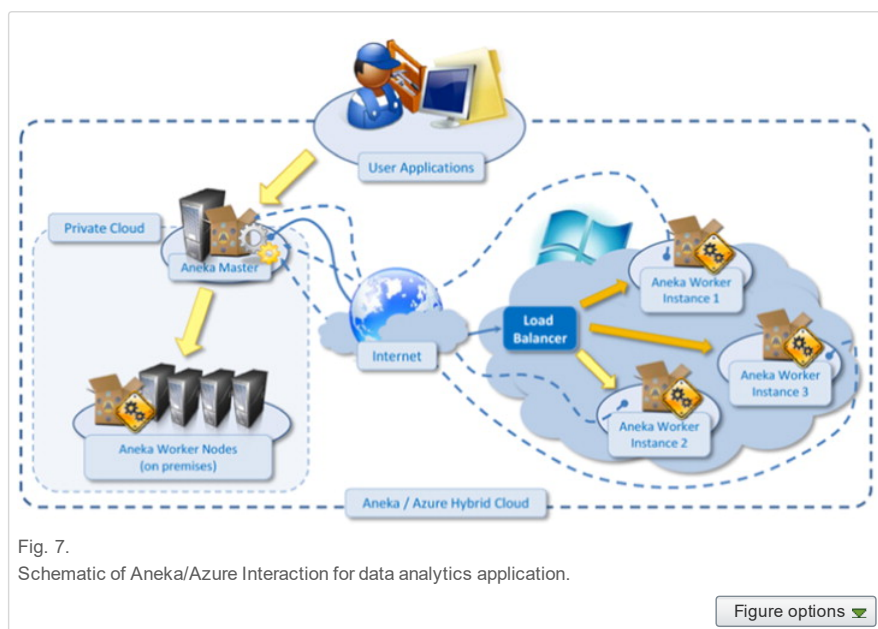 User Applications
Private Cloud
Aneka Master
Aneka Worker
Instance 1
Load
Balancer
Internet
Aneka Worker
Instance 3
Aneka Worker
Instance 2
Aneka Worker Nodes
(on premises)
Aneka / Azure Hybrid Cloud
Fig. 7.
Schematic of Aneka/Azure Interaction for data analytics application.
Figure options